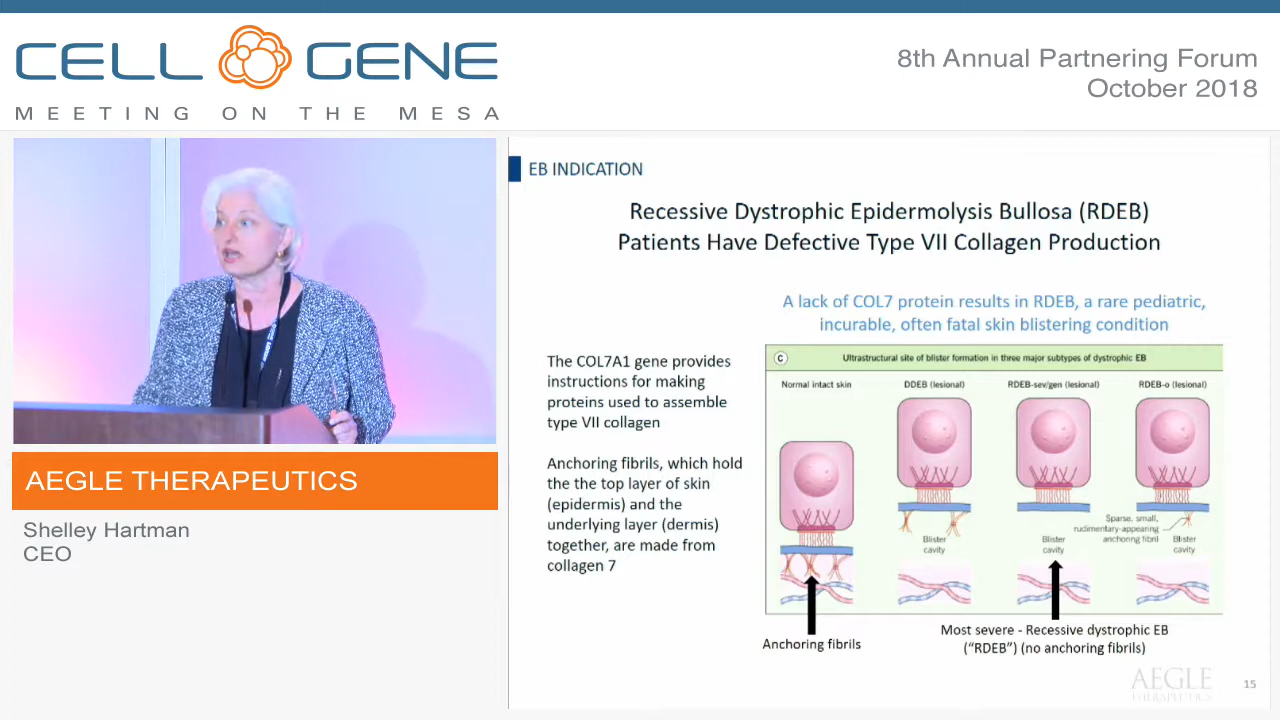 CELL GENE
MEETING ON THE MESA
8th Annual Partnering Forum
October 2018
AEGLE THERAPEUTICS
Shelley Hartman
CEO
EB INDICATION
Recessive Dystrophic Epidermolysis Bullosa (RDEB)
Patients Have Defective Type VII Collagen Production
A lack of COL7 protein results in RDEB, a rare pediatric,
incurable, often fatal skin blistering condition
The COL7A1 gene provides
instructions for making
proteins used to assemble
type VII collagen
Anchoring fibrils, which hold
the the top layer of skin
(epidermis) and the
underlying layer (dermis)
together, are made from
collagen 7
C
Ultrastructural site of blister formation in three major subtypes of dystrophic EB
Normal intact skin
DDEB (lesional)
RDEB-sev/gen (lesional)
RDEB-o (lesional)
Blister
cavity
Blister
cavity
Sparse, small,
rudimentary-appearing
anchoring fibril
Blister
cavity
Anchoring fibrils
Most severe - Recessive dystrophic EB
("RDEB") (no anchoring fibrils)
AEGLE
THERAPEUTICS
15